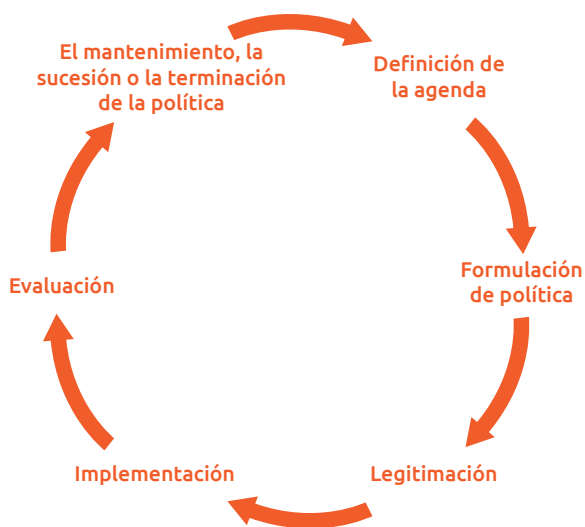 El mantenimiento, la
sucesión o la terminación
de la política
Definición de
la agenda
Formulación
de política
Legitimación
Implementación
Evaluación